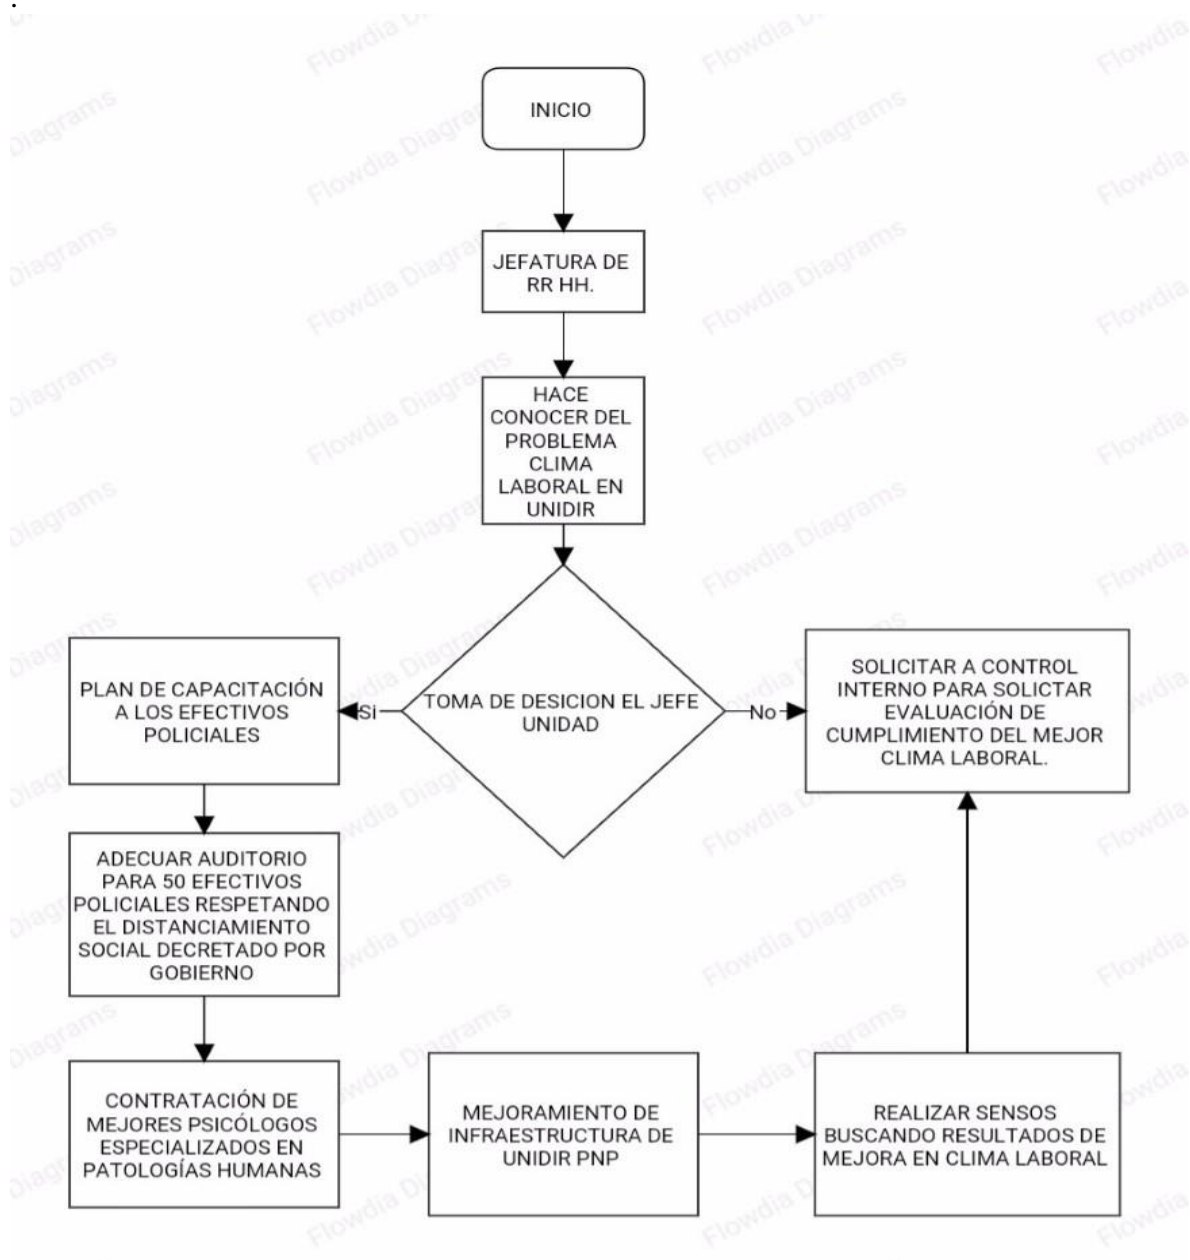 .
INICIO
JEFATURA DE
RR HH.
HACE
CONOCER DEL
PROBLEMA
CLIMA
LABORAL EN
UNIDIR
TOMA DE DESICION EL JEFE
UNIDAD
Si
No
PLAN DE CAPACITACIÓN
A LOS EFECTIVOS
POLICIALES
SOLICITAR A CONTROL
INTERNO PARA SOLICTAR
EVALUACIÓN DE
CUMPLIMIENTO DEL MEJOR
CLIMA LABORAL.
ADECUAR AUDITORIO
PARA 50 EFECTIVOS
POLICIALES RESPETANDO
EL DISTANCIAMIENTO
SOCIAL DECRETADO POR
GOBIERNO
CONTRATACIÓN DE
MEJORES PSICÓLOGOS
ESPECIALIZADOS EN
PATOLOGÍAS HUMANAS
MEJORAMIENTO DE
INFRAESTRUCTURA DE
UNIDIR PNP
REALIZAR SENSOS
BUSCANDO RESULTADOS DE
MEJORA EN CLIMA LABORAL
Flowdia Diagrams